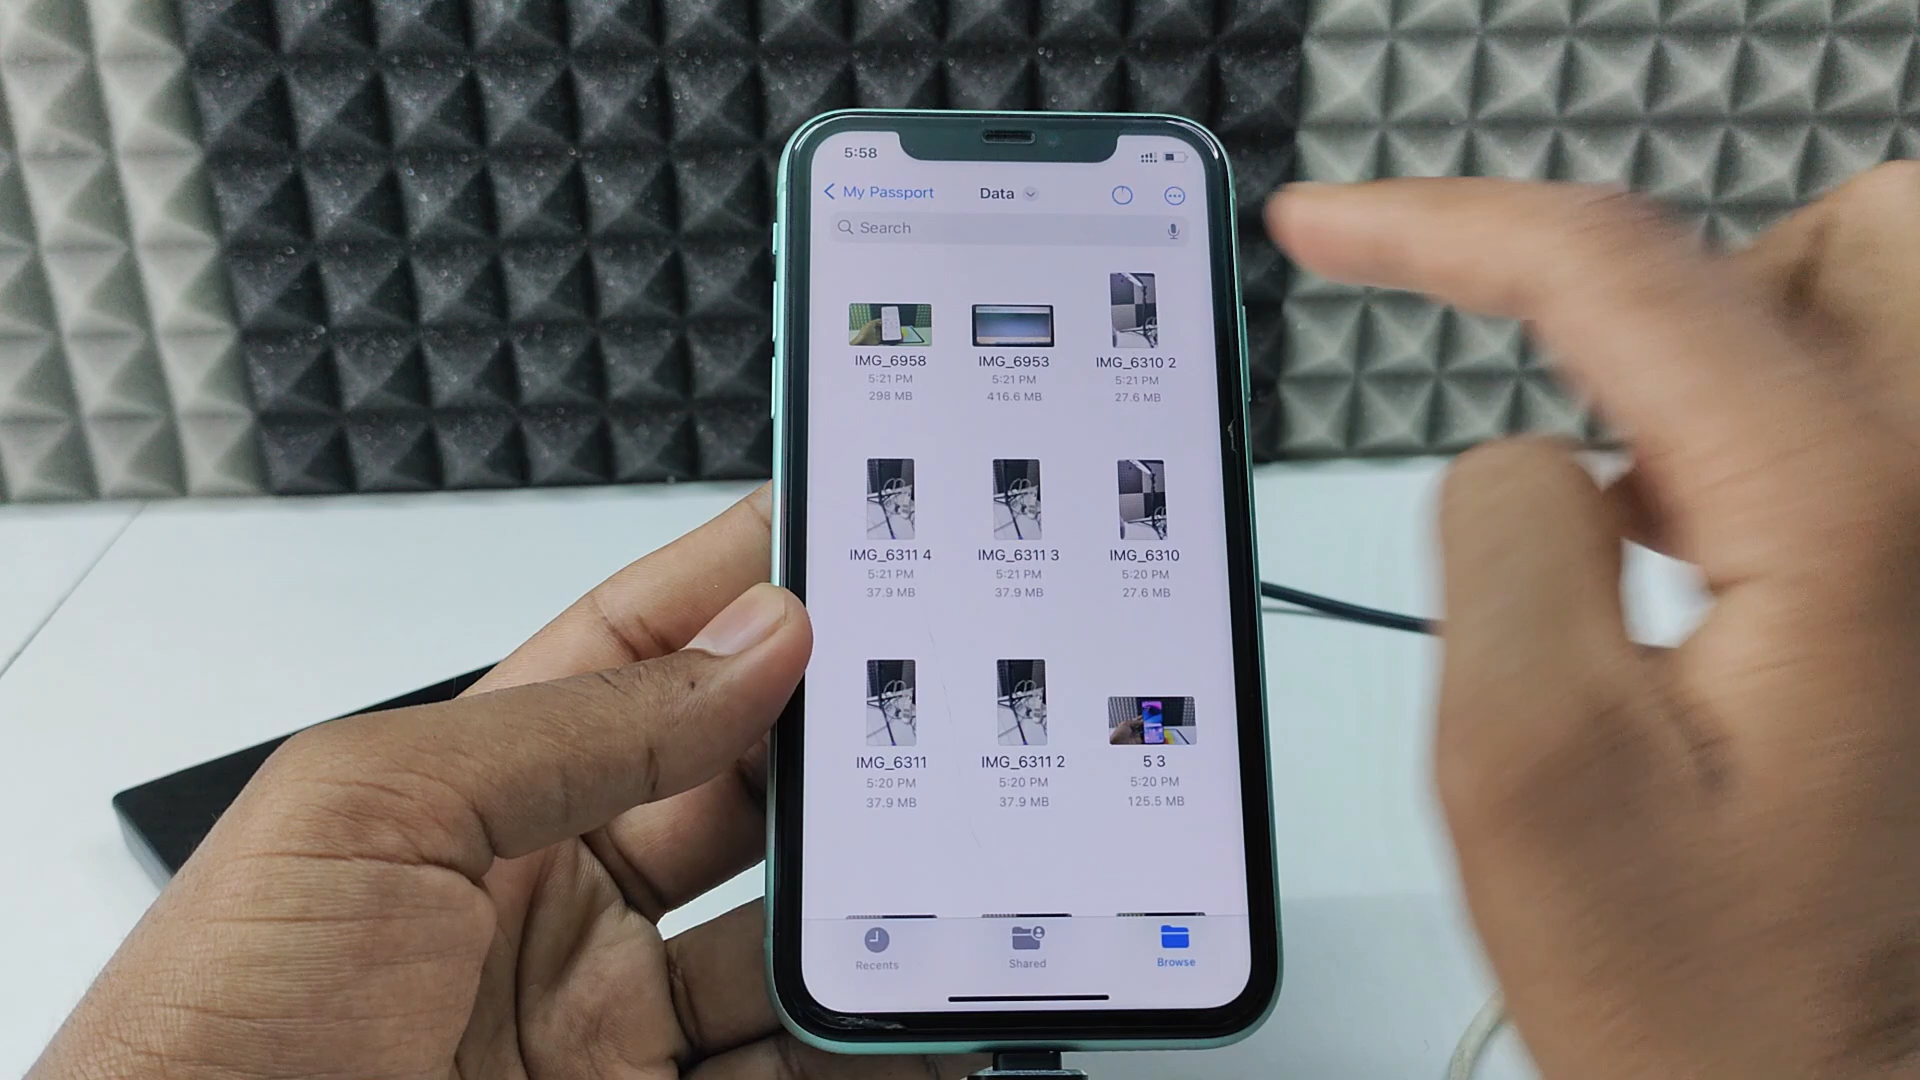 5:58
My Passport
Data
Search
IMG_6958
5:21 PM
298 MB
IMG_6953
5:21 PM
416.6 MB
IMG_6310 2
5:21 PM
27.6 MB
IMG_6311 4
5:21 PM
37.9 MB
IMG_6311 3
5:21 PM
37.9 MB
IMG_6310
5:20 PM
27.6 MB
IMG_6311
5:20 PM
37.9 MB
IMG_6311 2
5:20 PM
37.9 MB
5 3
5:20 PM
125.5 MB
Recents
Shared
Browse